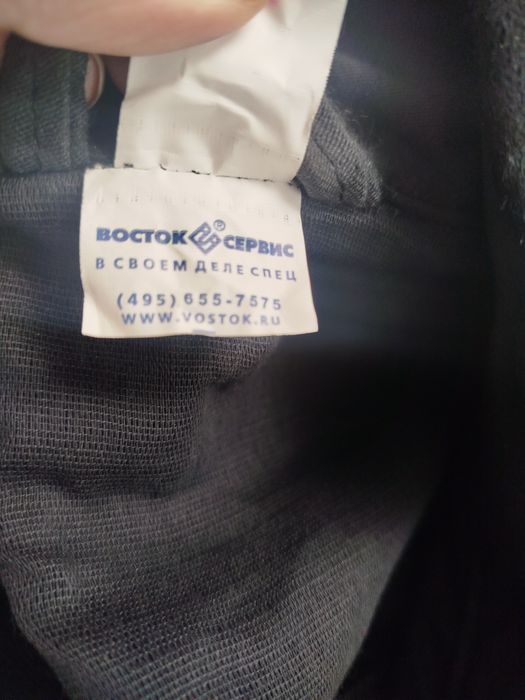 ВОСТОК ® СЕРВИС
В СВОЕМ ДЕЛЕ СПЕЦ
(495) 655-7575
WWW.VOSTOK.RU